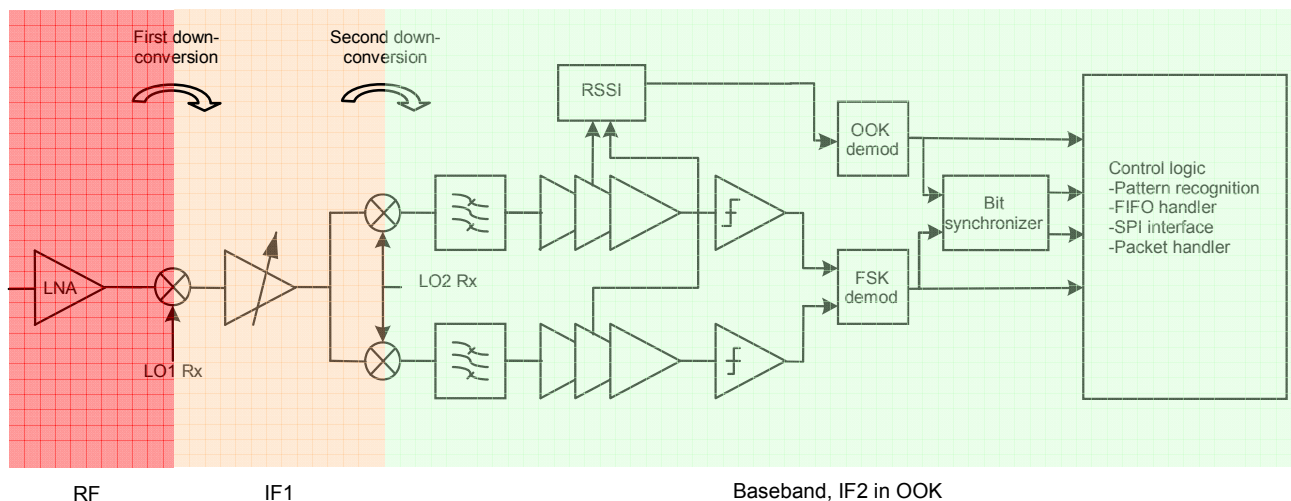 First down-
conversion
Second down-
conversion
RSSI
OOK
demod
Control logic
-Pattern recognition
-FIFO handler
-SPI interface
-Packet handler
Bit
synchronizer
LNA
LO2 Rx
FSK
demod
LO1 Rx
RF
IF1
Baseband, IF2 in OOK